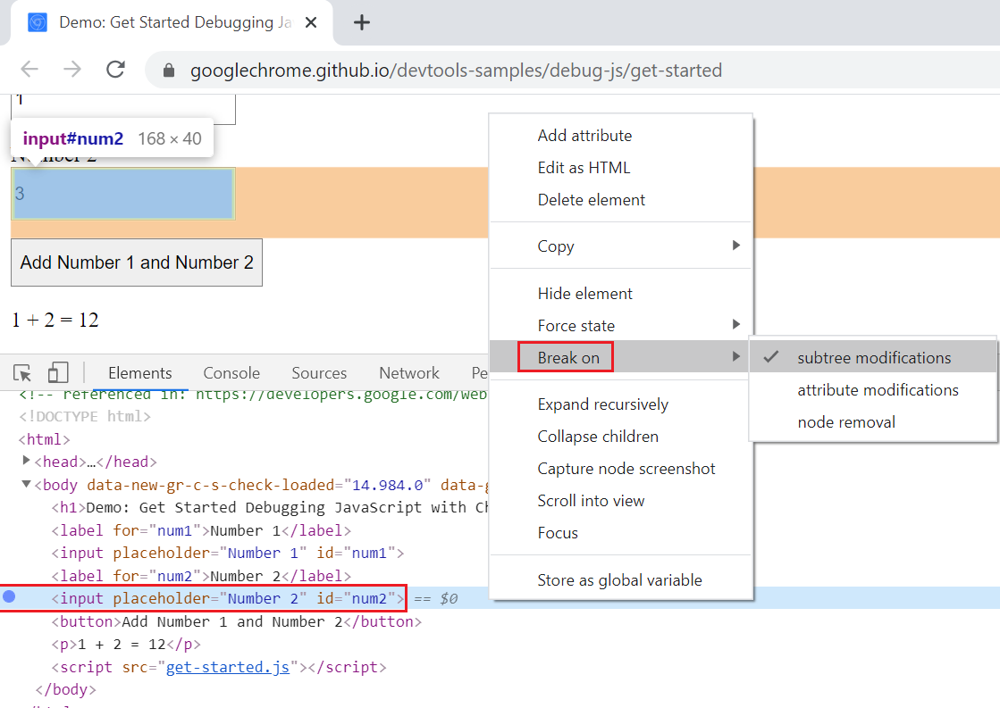 Demo: Get Started Debugging Ja
googlechrome.github.io/devtools-samples/debug-js/get-started
1
input#num2 168 × 40
Number 2
3
Add Number 1 and Number 2
1 + 2 = 12
Add attribute
Edit as HTML
Delete element
Copy
Hide element
Force state
Break on
Expand recursively
Collapse children
Capture node screenshot
Scroll into view
Focus
Store as global variable
subtree modifications
attribute modifications
node removal
Elements Console Sources Network Pe
<!-- referenced in: https://developers.google.com/web
<!DOCTYPE html>
<html>
<head>…</head>
<body data-new-gr-c-s-check-loaded="14.984.0" data-g
<h1>Demo: Get Started Debugging JavaScript with Ch
<label for="num1">Number 1</label>
<input placeholder="Number 1" id="num1">
<label for="num2">Number 2</label>
<input placeholder="Number 2" id="num2"> == $0
<button>Add Number 1 and Number 2</button>
<p>1 + 2 = 12</p>
<script src="get-started.js"></script>
</body>